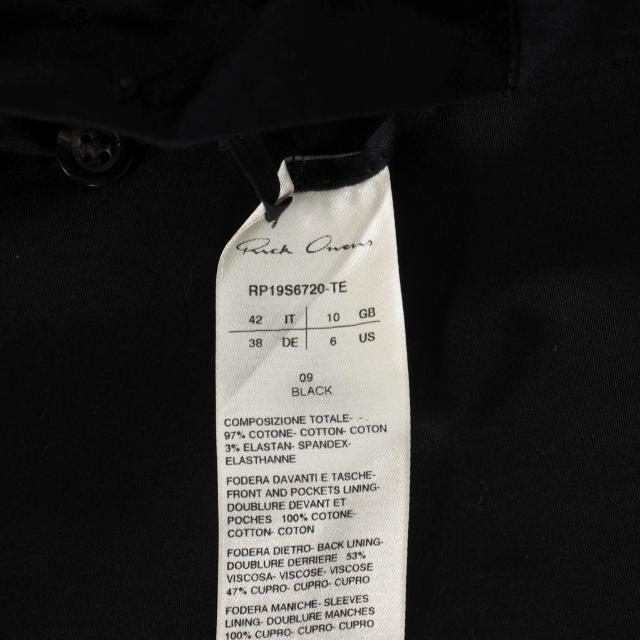 Rick Owens
RP19S6720-TE
42 IT 10 GB
38 DE 6 US
09
BLACK
COMPOSIZIONE TOTALE- .-
97% COTONE- COTTON- COTON
3% ELASTAN- SPANDEX-
ELASTHANNE
FODERA DAVANTI E TASCHE-
FRONT AND POCKETS LINING-
DOUBLURE DEVANT ET
POCHES 100% COTONE-
COTTON- COTON
FODERA DIETRO- BACK LINING-
DOUBLURE DERRIERE 53%
VISCOSA- VISCOSE- VISCOSE
47% CUPRO- CUPRO- CUPRO
FODERA MANICHE- SLEEVES
LINING- DOUBLURE MANCHES
100% CUPRO- CUPRO- CUPRO